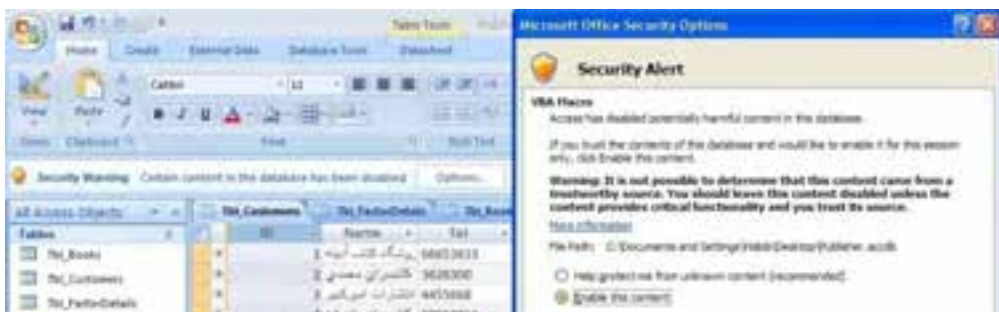 Table Tools
Home Create External Data Database Tools Datasheet
Calibri 11
View Paste
B I U
Views Clipboard Font Rich Text
Security Warning Certain content in the database has been disabled Options...
All Access Objects
Tbl_Customers Tbl_FactorDetails
Tables
ID Name Tel
Tbl_Books
Tbl_Customers
Tbl_FactorDetails
1 66653633
2 3626300
3 4455668
Microsoft Office Security Options
Security Alert
VBA Macro
Access has disabled potentially harmful content in this database.
If you trust the contents of this database and would like to enable it for this session
only, click Enable this content.
Warning: It is not possible to determine that this content came from a
trustworthy source. You should leave this content disabled unless the
content provides critical functionality and you trust its source.
More information
File Path: C:\Documents and Settings\Habib\Desktop\Publisher.accdb
Help protect me from unknown content (recommended)
Enable this content